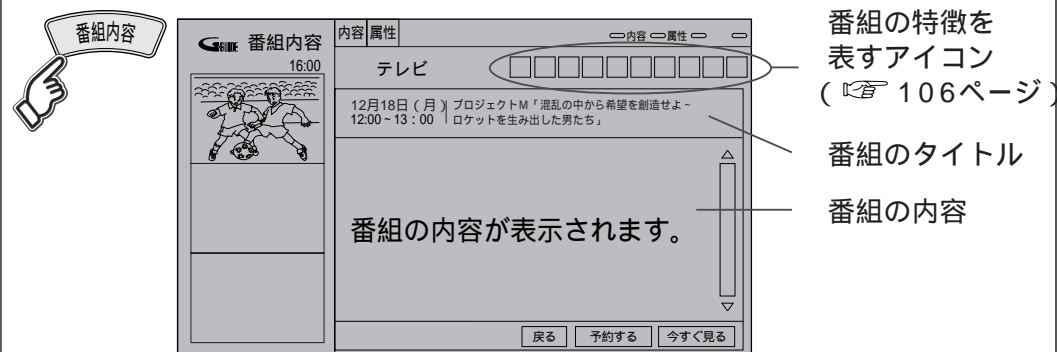 番組内容
G-GUIDE 番組内容
16:00
内容 属性
内容 属性
テレビ
12月18日(月) プロジェクトM「混乱の中から希望を創造せよ~
12:00~13:00 ロケットを生み出した男たち」
番組の内容が表示されます。
戻る 予約する 今すぐ見る
番組の特徴を
表すアイコン
(☞ 106ページ)
番組のタイトル
番組の内容